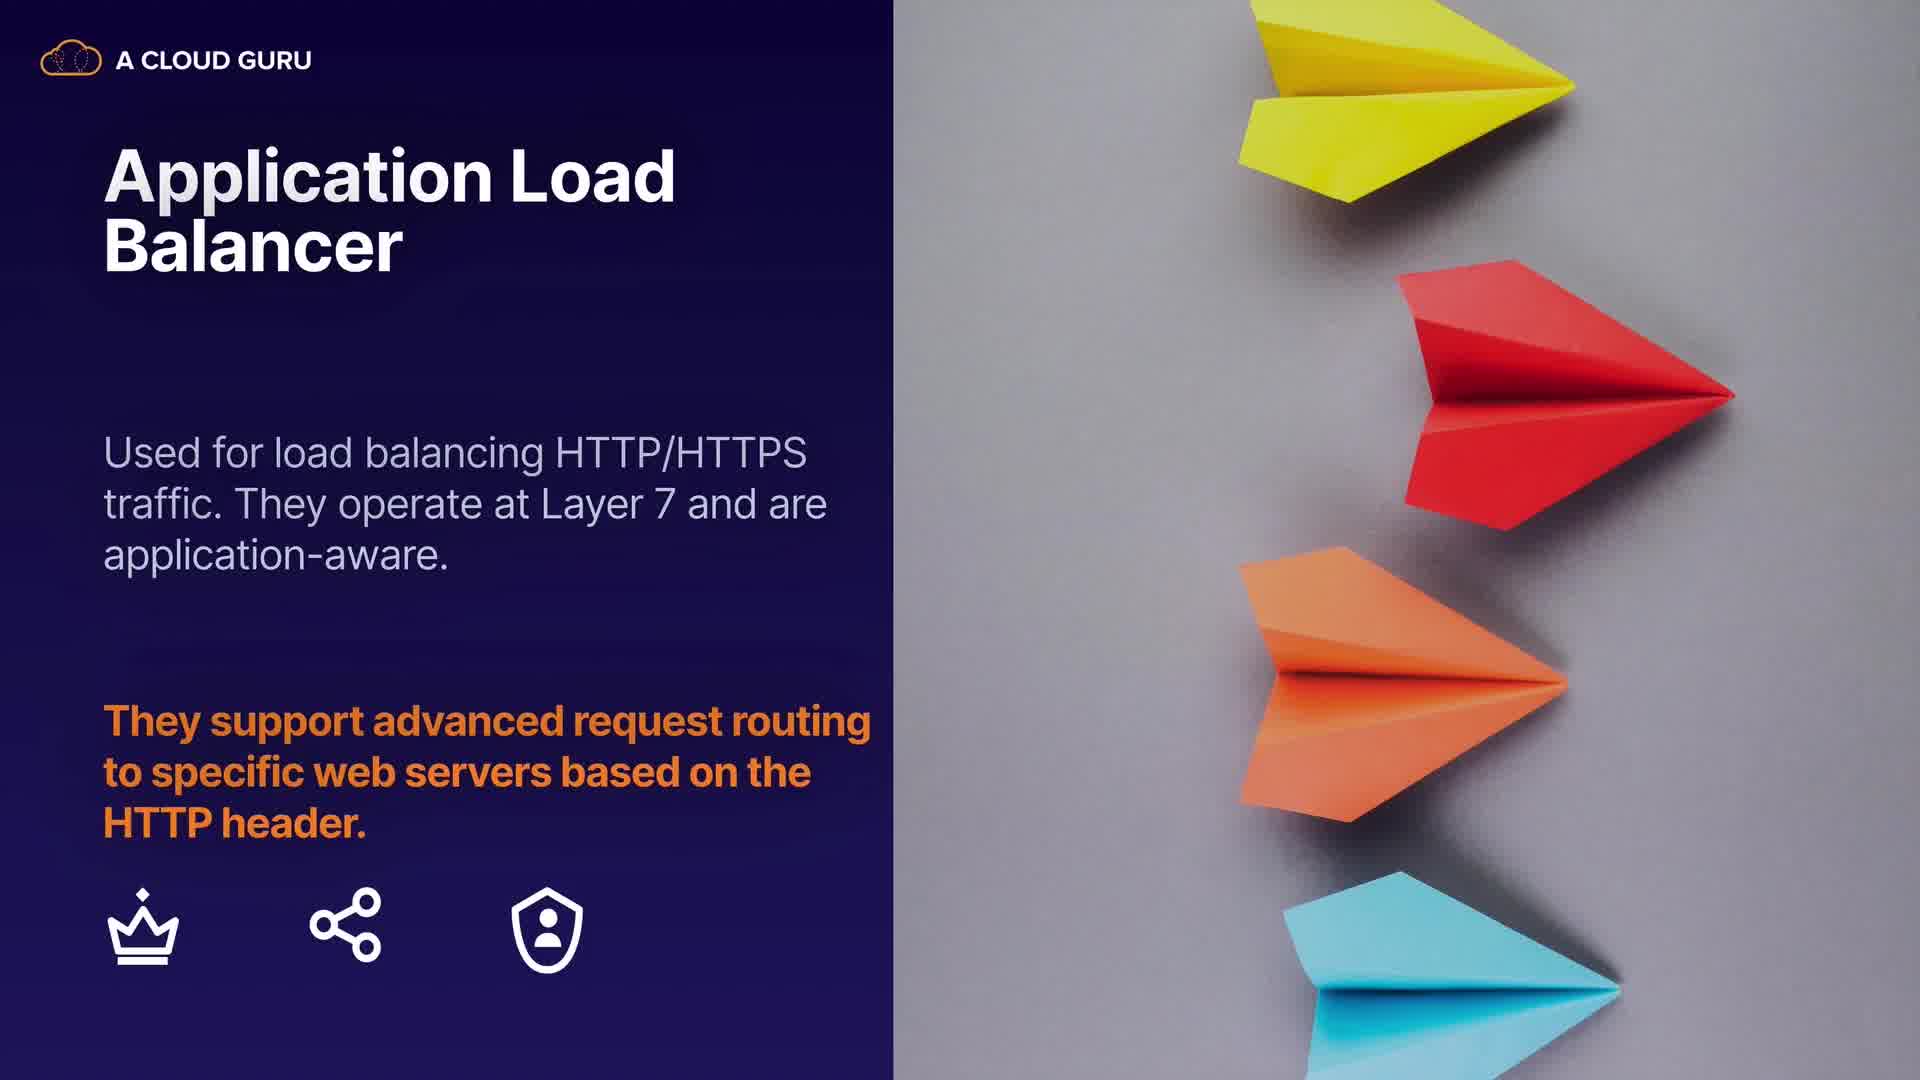 A CLOUD GURU
Application Load
Balancer
Used for load balancing HTTP/HTTPS
traffic. They operate at Layer 7 and are
application-aware.
They support advanced request routing
to specific web servers based on the
HTTP header.